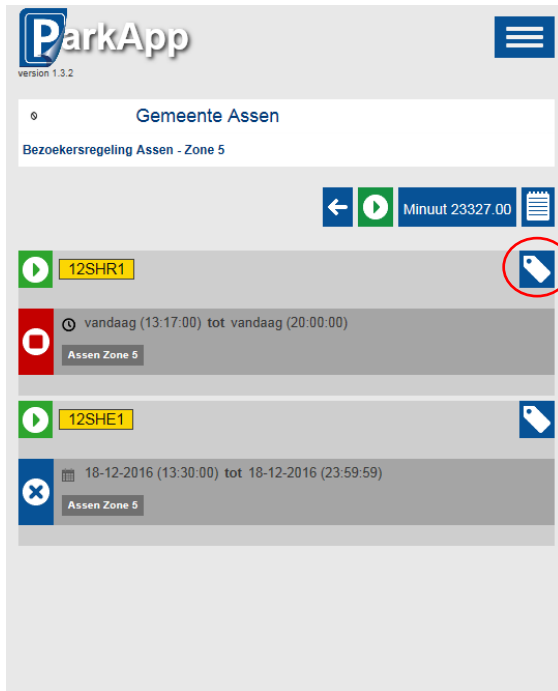 ParkApp
version 1.3.2
Gemeente Assen
Bezoekersregeling Assen - Zone 5
Minuut 23327.00
12SHR1
vandaag (13:17:00) tot vandaag (20:00:00)
Assen Zone 5
12SHE1
18-12-2016 (13:30:00) tot 18-12-2016 (23:59:59)
Assen Zone 5